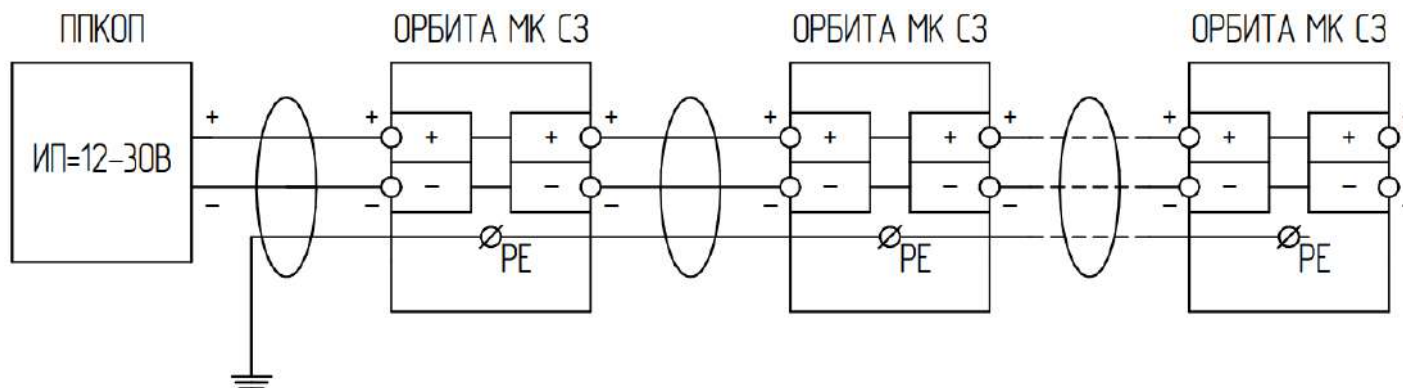 ППКОП
ОРБИТА МК СЗ
ОРБИТА МК СЗ
ОРБИТА МК СЗ
+ + + + + +
+ + + + + +
ИП=12-30В
− − − − − −
− − − − − −
PE
PE
PE